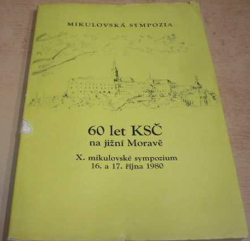 MIKULOVSKÁ SYMPOZIA
60 let KSČ
na jižní Moravě
X. mikulovské sympozium
16. a 17. října 1980